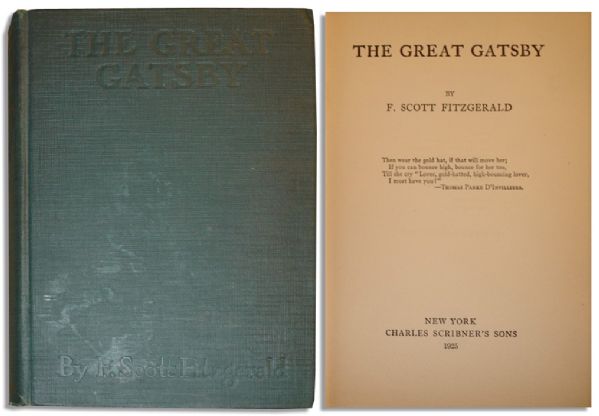 THE GREAT
GATSBY
By F. Scott Fitzgerald
THE GREAT GATSBY
BY
F. SCOTT FITZGERALD
Then wear the gold hat, if that will move her;
If you can bounce high, bounce for her too,
Till she cry "Lover, gold-hatted, high-bouncing lover,
I must have you!"
—THOMAS PARKE D'INVILLIERS.
NEW YORK
CHARLES SCRIBNER'S SONS
1925